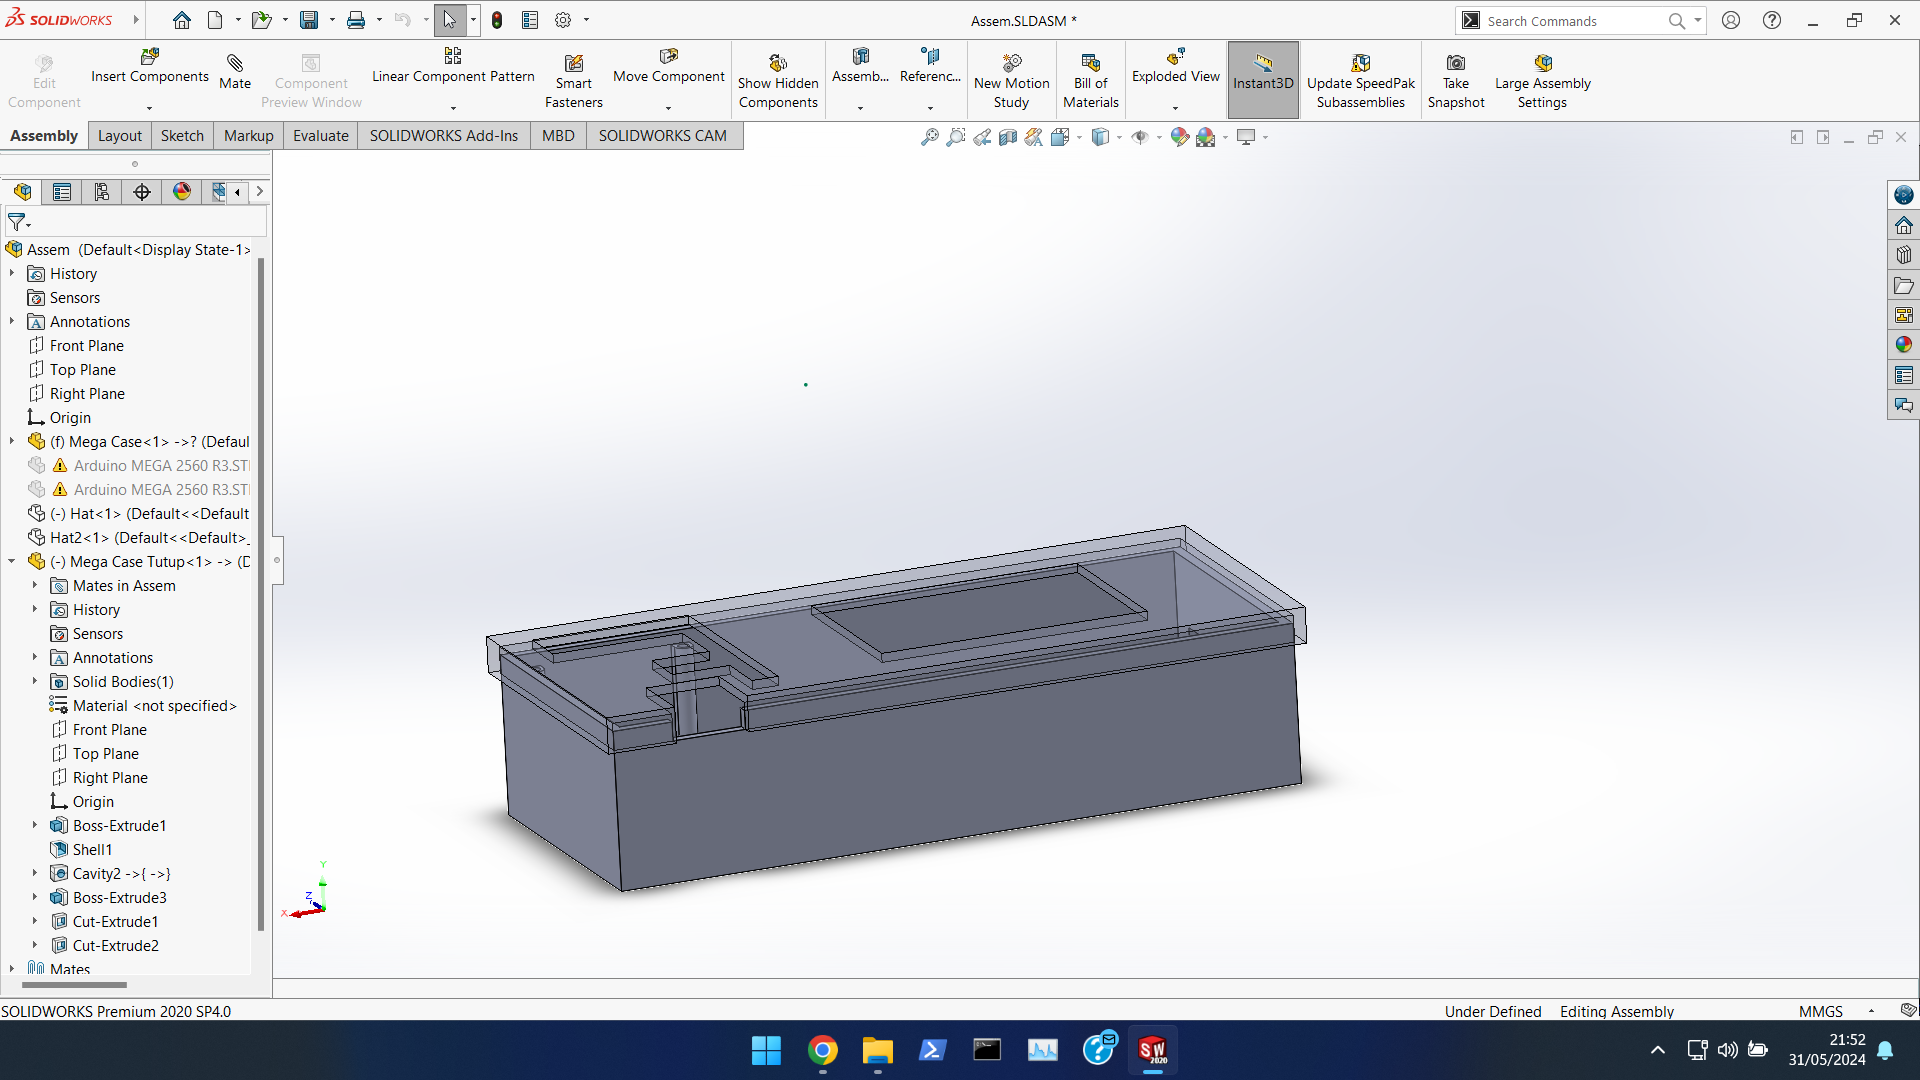 SOLIDWORKS
Assem.SLDASM *
Search Commands
Edit Component
Insert Components
Mate
Component Preview Window
Linear Component Pattern
Smart Fasteners
Move Component
Show Hidden Components
Assemb...
Referenc...
New Motion Study
Bill of Materials
Exploded View
Instant3D
Update SpeedPak Subassemblies
Take Snapshot
Large Assembly Settings
Assembly
Layout
Sketch
Markup
Evaluate
SOLIDWORKS Add-Ins
MBD
SOLIDWORKS CAM
Assem (Default<Display State-1>
History
Sensors
Annotations
Front Plane
Top Plane
Right Plane
Origin
(f) Mega Case<1> ->? (Defaul
Arduino MEGA 2560 R3.STI
Arduino MEGA 2560 R3.STI
(-) Hat<1> (Default<<Default
Hat2<1> (Default<<Default>_
(-) Mega Case Tutup<1> -> (D
Mates in Assem
History
Sensors
Annotations
Solid Bodies(1)
Material <not specified>
Front Plane
Top Plane
Right Plane
Origin
Boss-Extrude1
Shell1
Cavity2 ->{ ->}
Boss-Extrude3
Cut-Extrude1
Cut-Extrude2
Mates
Y
Z
X
SOLIDWORKS Premium 2020 SP4.0
Under Defined
Editing Assembly
MMGS
SW
2020
21:52
31/05/2024